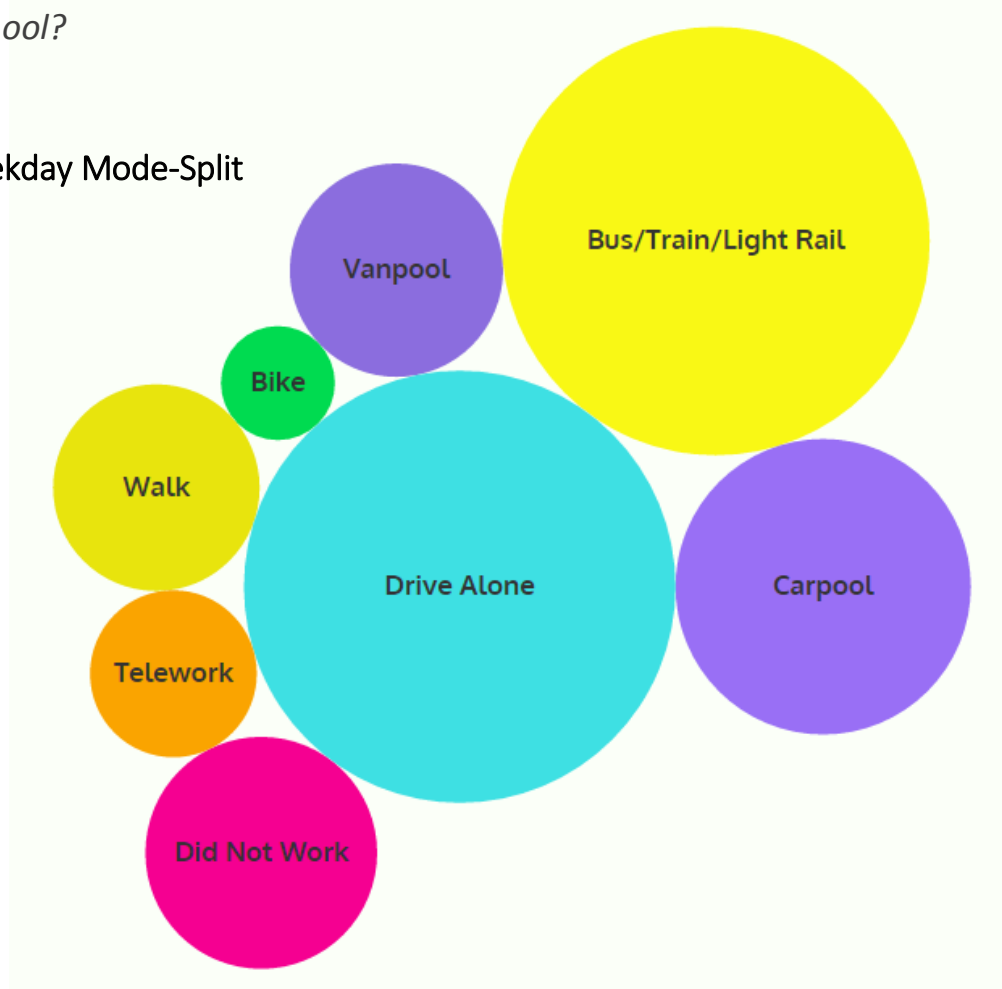 ool?
ekday Mode-Split
Bus/Train/Light Rail
Vanpool
Bike
Walk
Drive Alone
Carpool
Telework
Did Not Work